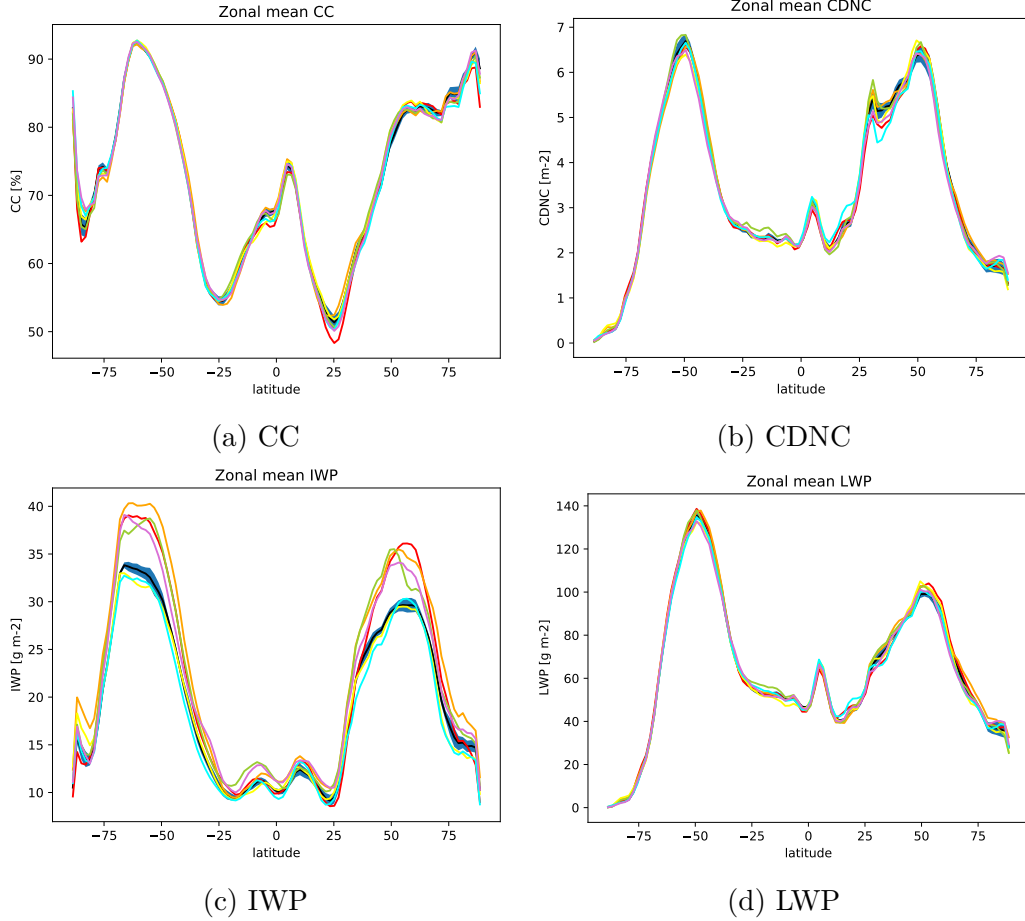 Zonal mean CC
CC [%]
90
80
70
60
50
−75 −50 −25 0 25 50 75
latitude
(a) CC
Zonal mean CDNC
CDNC [m-2]
7
6
5
4
3
2
1
0
−75 −50 −25 0 25 50 75
latitude
(b) CDNC
Zonal mean IWP
IWP [g m-2]
40
35
30
25
20
15
10
−75 −50 −25 0 25 50 75
latitude
(c) IWP
Zonal mean LWP
LWP [g m-2]
140
120
100
80
60
40
20
0
−75 −50 −25 0 25 50 75
latitude
(d) LWP